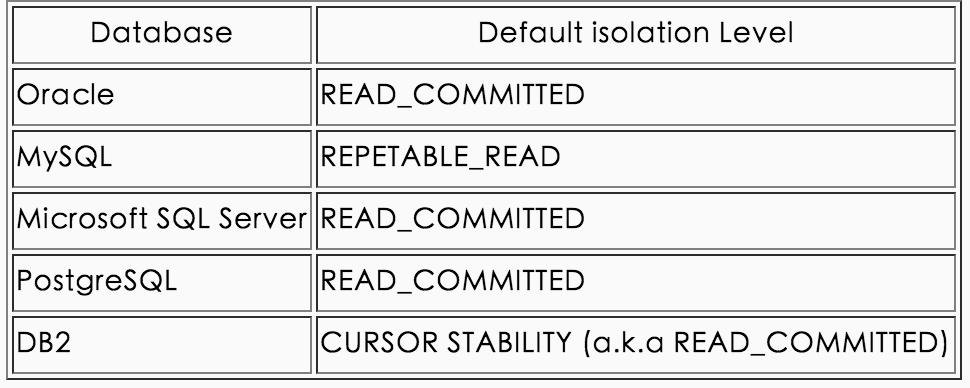 Database Default isolation Level
Oracle READ_COMMITTED
MySQL REPETABLE_READ
Microsoft SQL Server READ_COMMITTED
PostgreSQL READ_COMMITTED
DB2 CURSOR STABILITY (a.k.a READ_COMMITTED)